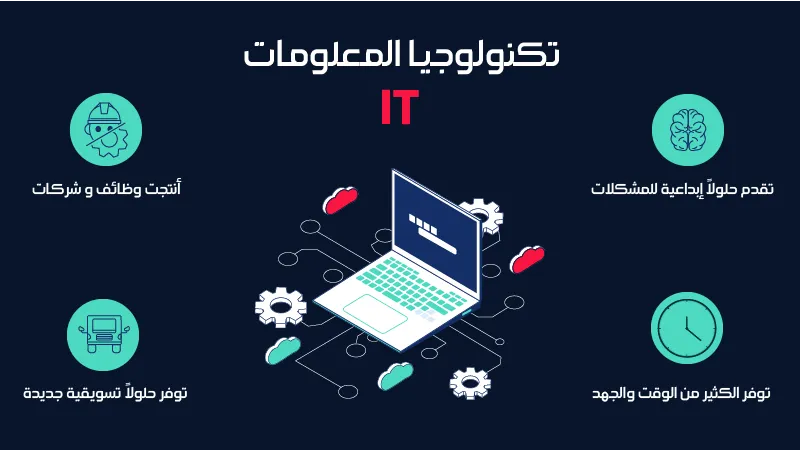 تكنولوجيا المعلومات
IT
تقدم حلولاً إبداعية للمشكلات
أنتجت وظائف و شركات
توفر الكثير من الوقت والجهد
توفر حلولاً تسويقية جديدة